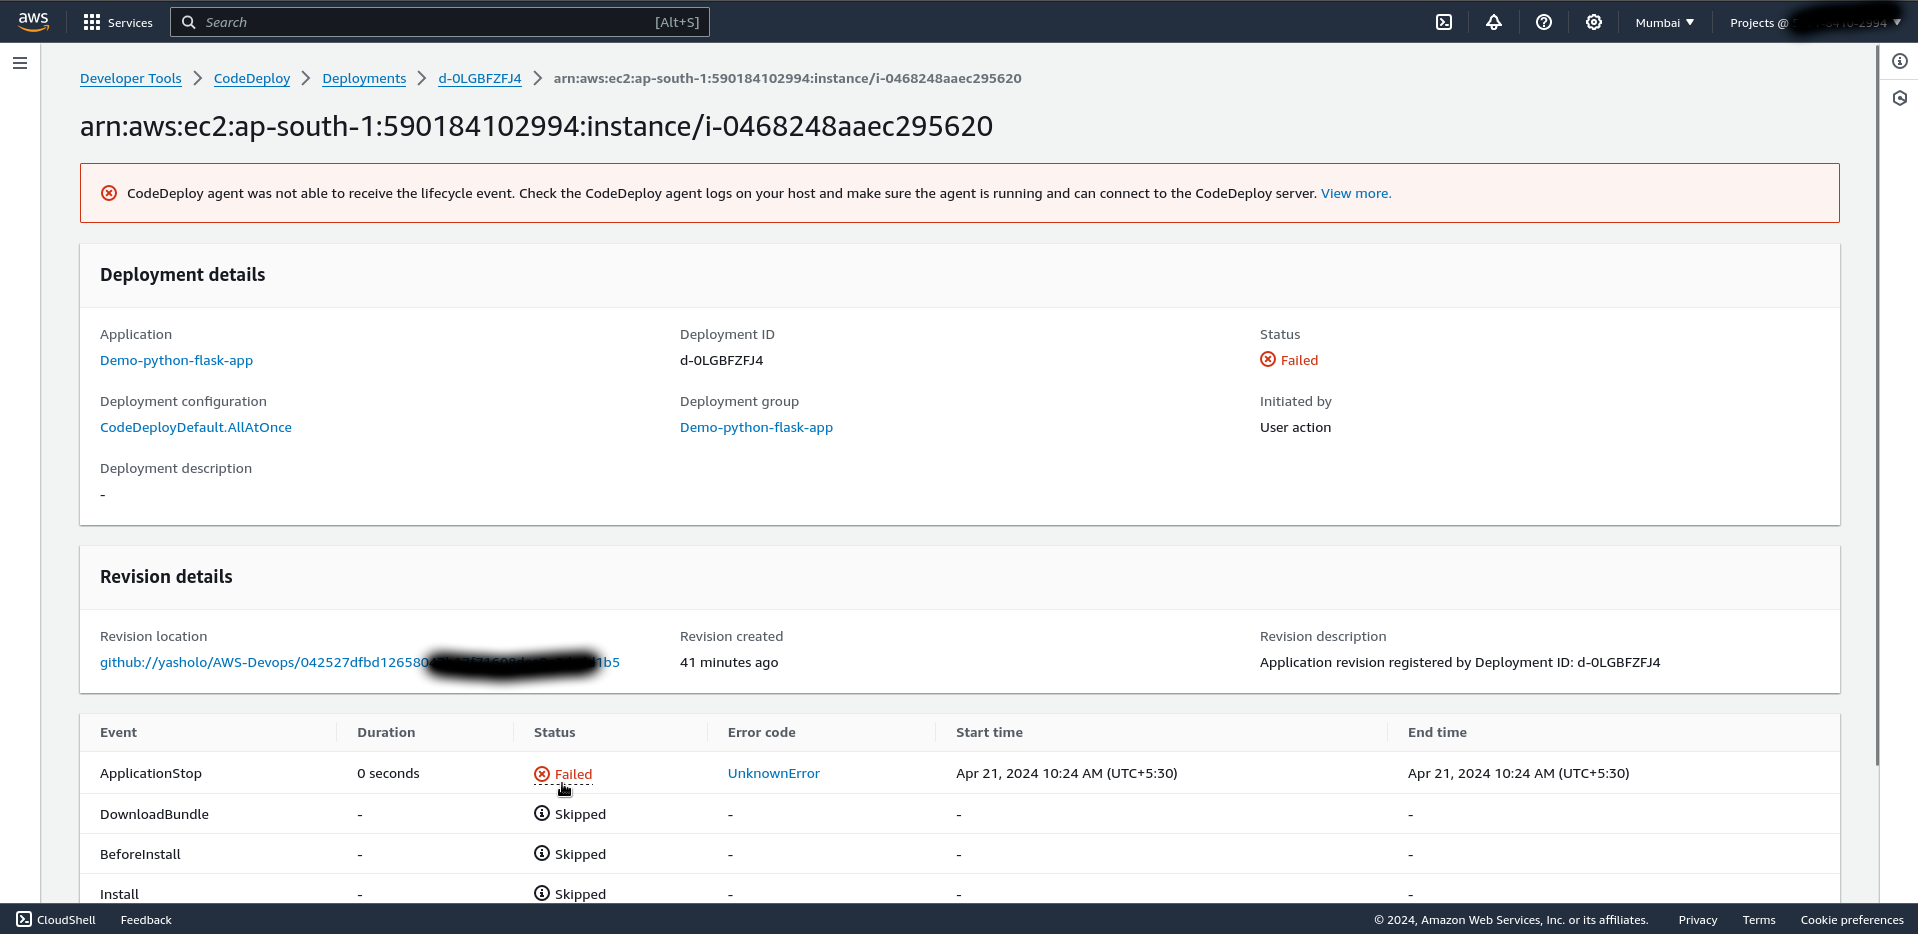 aws Services Search [Alt+S] Mumbai Projects @
Developer Tools CodeDeploy Deployments d-0LGBFZFJ4 arn:aws:ec2:ap-south-1:590184102994:instance/i-0468248aaec295620
arn:aws:ec2:ap-south-1:590184102994:instance/i-0468248aaec295620
CodeDeploy agent was not able to receive the lifecycle event. Check the CodeDeploy agent logs on your host and make sure the agent is running and can connect to the CodeDeploy server. View more.
Deployment details
Application Deployment ID Status
Demo-python-flask-app d-0LGBFZFJ4 Failed
Deployment configuration Deployment group Initiated by
CodeDeployDefault.AllAtOnce Demo-python-flask-app User action
Deployment description
-
Revision details
Revision location Revision created Revision description
41 minutes ago Application revision registered by Deployment ID: d-0LGBFZFJ4
Event Duration Status Error code Start time End time
ApplicationStop 0 seconds Failed UnknownError Apr 21, 2024 10:24 AM (UTC+5:30) Apr 21, 2024 10:24 AM (UTC+5:30)
DownloadBundle - Skipped - - -
BeforeInstall - Skipped - - -
Install - Skipped - - -
CloudShell Feedback © 2024, Amazon Web Services, Inc. or its affiliates. Privacy Terms Cookie preferences